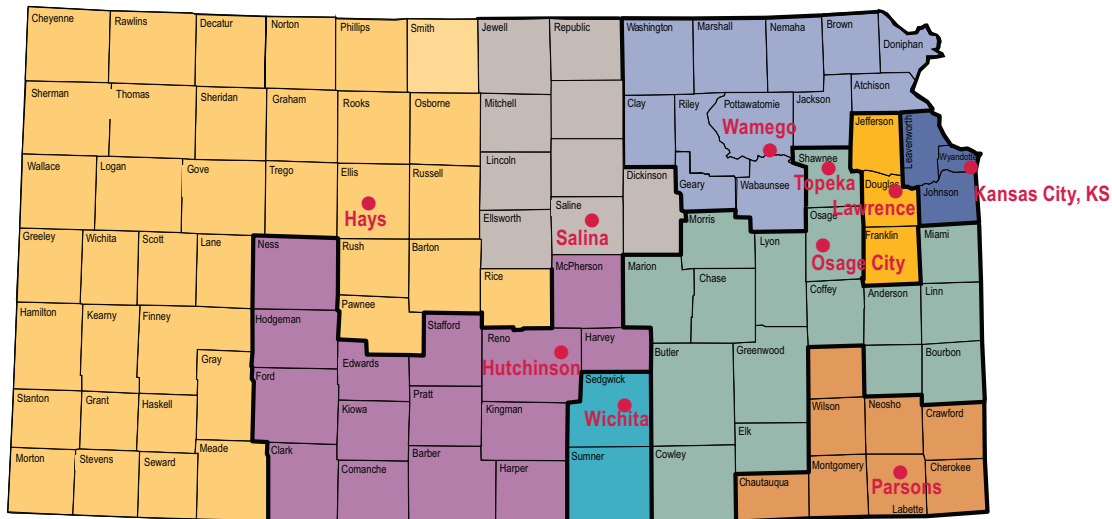 Cheyenne
Rawlins
Decatur
Norton
Phillips
Smith
Jewell
Republic
Washington
Marshall
Nemaha
Brown
Doniphan
Sherman
Thomas
Sheridan
Graham
Rooks
Osborne
Mitchell
Clay
Riley
Pottawatomie
Jackson
Atchison
Jefferson
Leavenworth
Wyandotte
Wamego
Wallace
Logan
Gove
Trego
Ellis
Russell
Lincoln
Dickinson
Geary
Wabaunsee
Shawnee
Topeka
Douglas
Lawrence
Johnson
Kansas City, KS
Hays
Ellsworth
Saline
Salina
Morris
Osage
Osage City
Franklin
Miami
Greeley
Wichita
Scott
Lane
Ness
Rush
Barton
Rice
McPherson
Marion
Chase
Lyon
Coffey
Anderson
Linn
Hamilton
Kearny
Finney
Hodgeman
Pawnee
Stafford
Reno
Harvey
Hutchinson
Gray
Ford
Edwards
Pratt
Sedgwick
Wichita
Butler
Greenwood
Bourbon
Stanton
Grant
Haskell
Kiowa
Kingman
Wilson
Neosho
Crawford
Elk
Morton
Stevens
Seward
Meade
Clark
Comanche
Barber
Harper
Sumner
Cowley
Chautauqua
Montgomery
Parsons
Labette
Cherokee